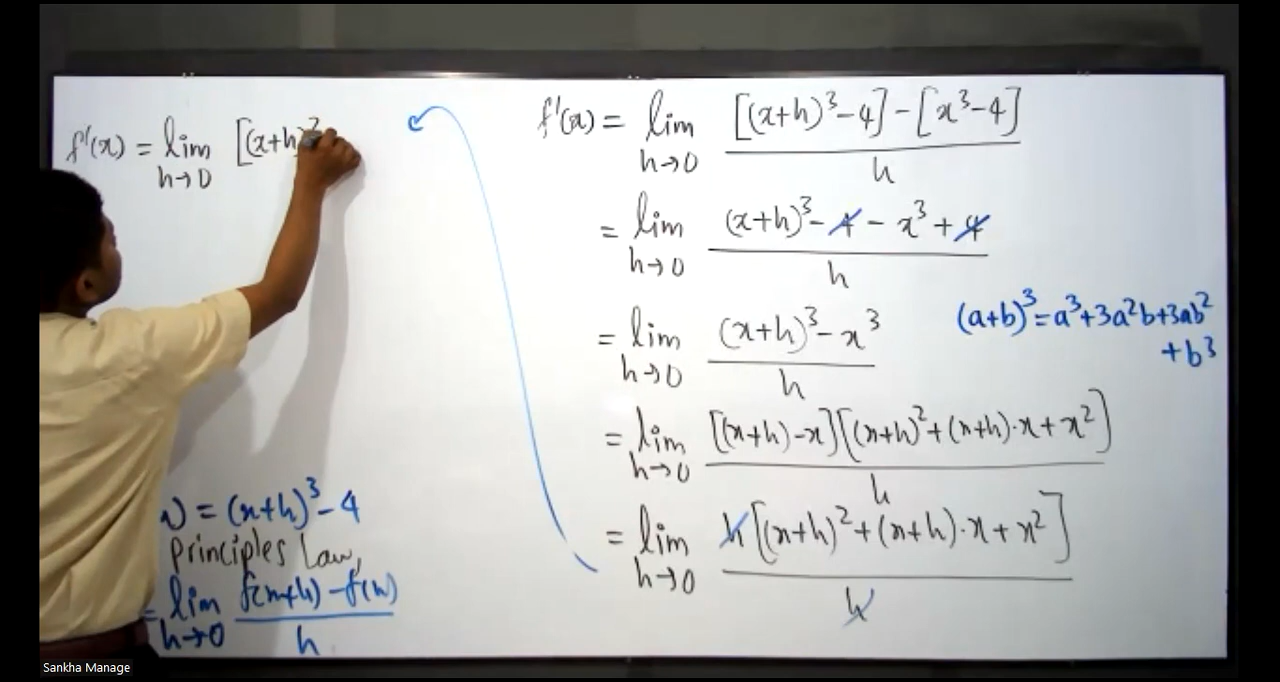 f'(x) = lim h→0 [(x+h)³
(x+h)³ - 4
principles law,
= lim h→0 f(x+h) - f(x) / h
f'(x) = lim h→0 [(x+h)³-4] - [x³-4] / h
= lim h→0 (x+h)³ - 4 - x³ + 4 / h
= lim h→0 (x+h)³ - x³ / h
(a+b)³ = a³+3a²b+3ab²
+b³
= lim h→0 [(x+h)-x][(x+h)²+(x+h)·x+x²] / h
= lim h→0 h[(x+h)²+(x+h)·x+x²] / h
Sankha Manage